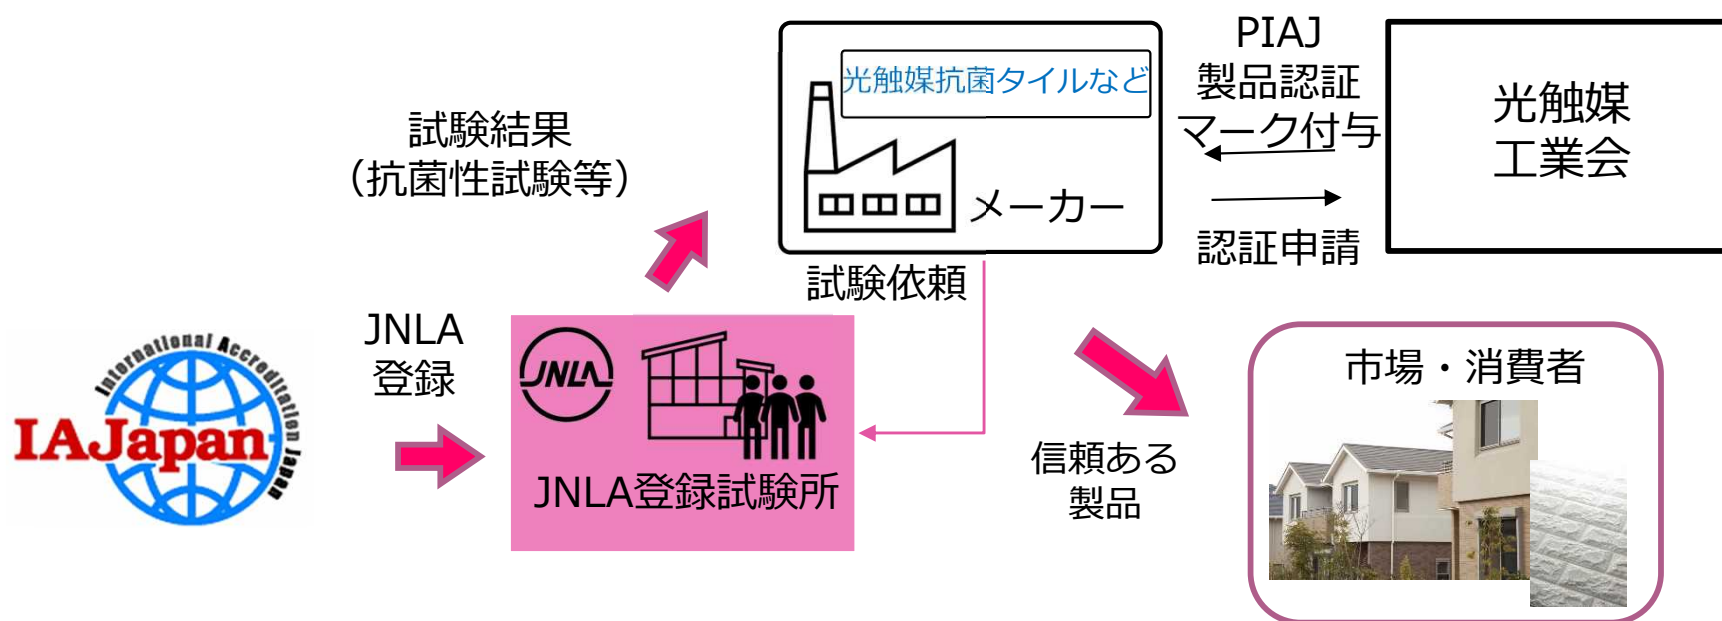 PIAJ
製品認証
マーク付与
光触媒
工業会
光触媒抗菌タイルなど
メーカー
認証申請
試験結果
（抗菌性試験等）
試験依頼
JNLA
登録
International Accreditation Japan
IAJapan
JNLA
JNLA登録試験所
信頼ある
製品
市場・消費者